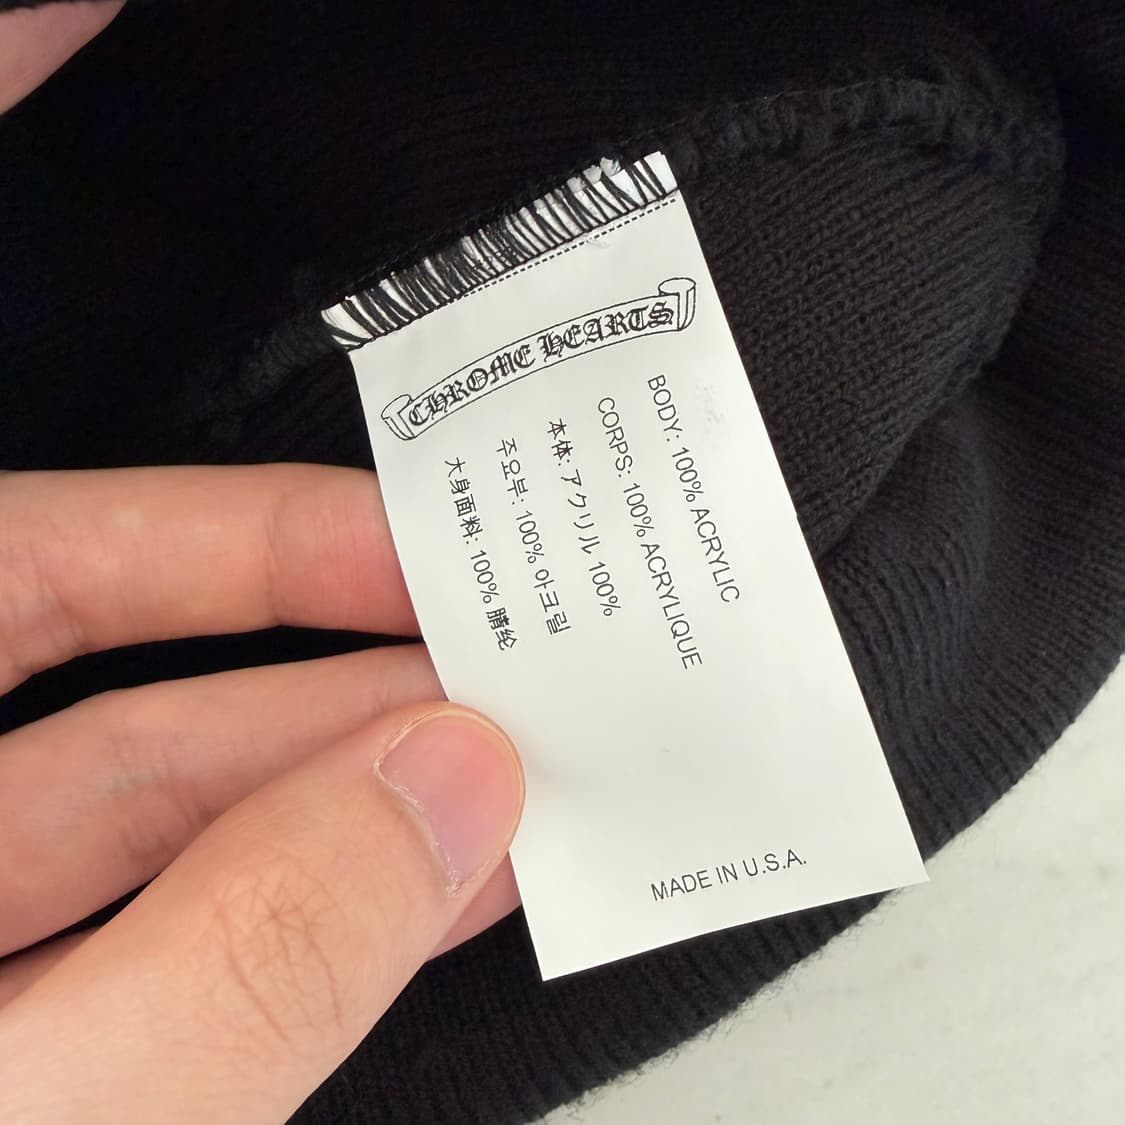 CHROME HEARTS
BODY: 100% ACRYLIC
CORPS: 100% ACRYLIQUE
本体: アクリル 100%
주요부: 100% 아크릴
大身面料: 100% 腈纶
MADE IN U.S.A.